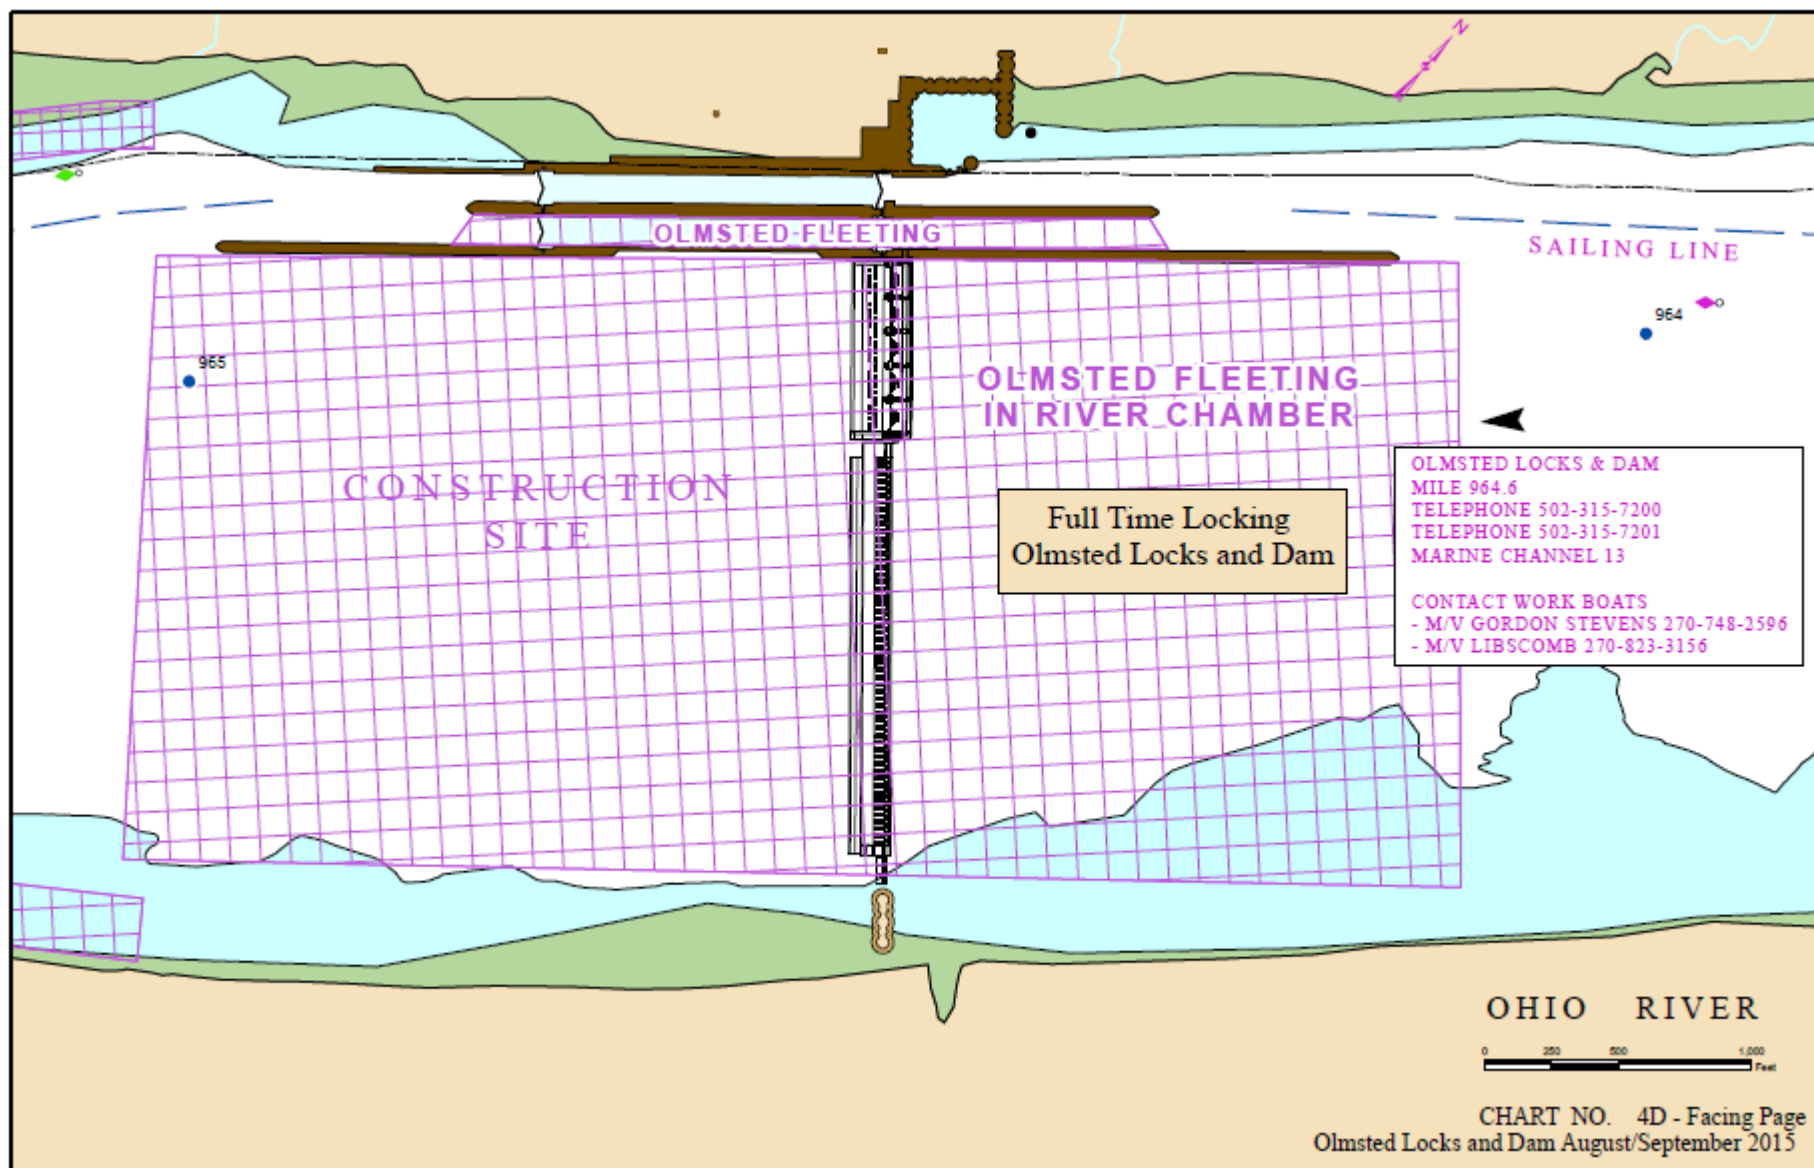 N
OLMSTED FLEETING
SAILING LINE
964
965
OLMSTED FLEETING
IN RIVER CHAMBER
CONSTRUCTION
SITE
Full Time Locking
Olmsted Locks and Dam
OLMSTED LOCKS & DAM
MILE 964.6
TELEPHONE 502-315-7200
TELEPHONE 502-315-7201
MARINE CHANNEL 13
CONTACT WORK BOATS
- M/V GORDON STEVENS 270-748-2596
- M/V LIBSCOMB 270-823-3156
OHIO RIVER
0 250 500 1,000
Feet
CHART NO. 4D - Facing Page
Olmsted Locks and Dam August/September 2015